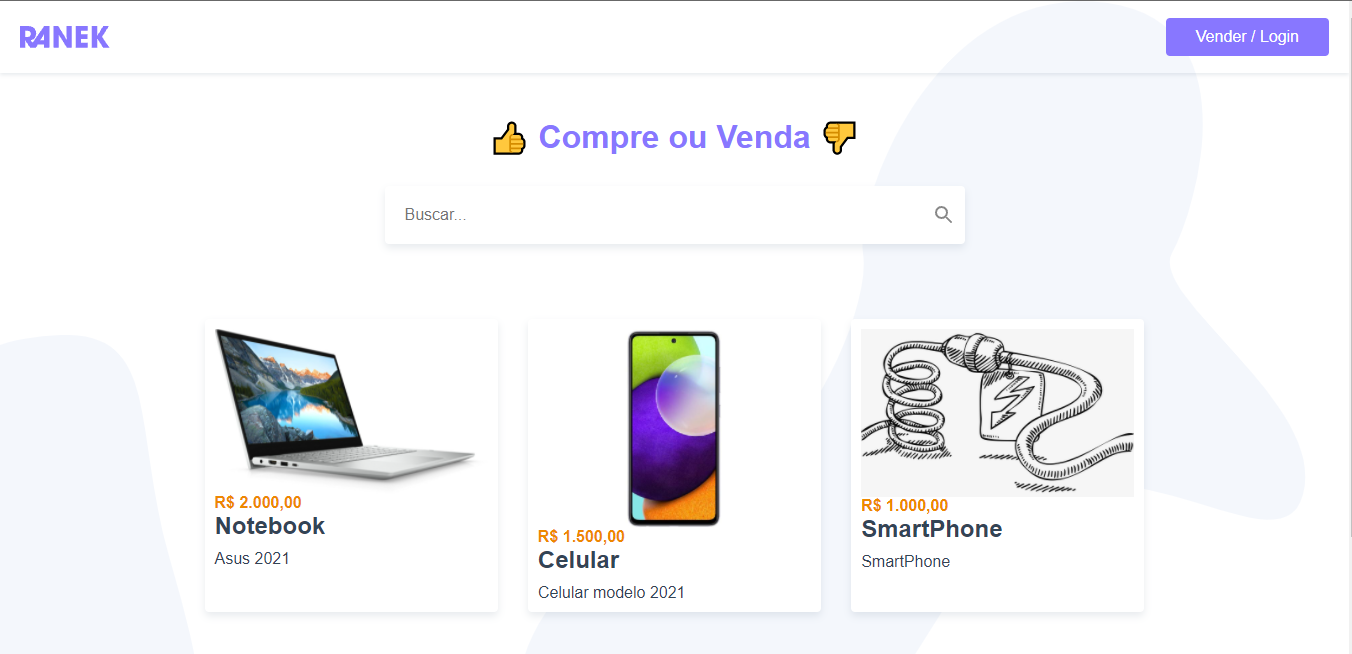 RANEK
Vender / Login
Compre ou Venda
Buscar...
R$ 2.000,00
Notebook
Asus 2021
R$ 1.500,00
Celular
Celular modelo 2021
R$ 1.000,00
SmartPhone
SmartPhone